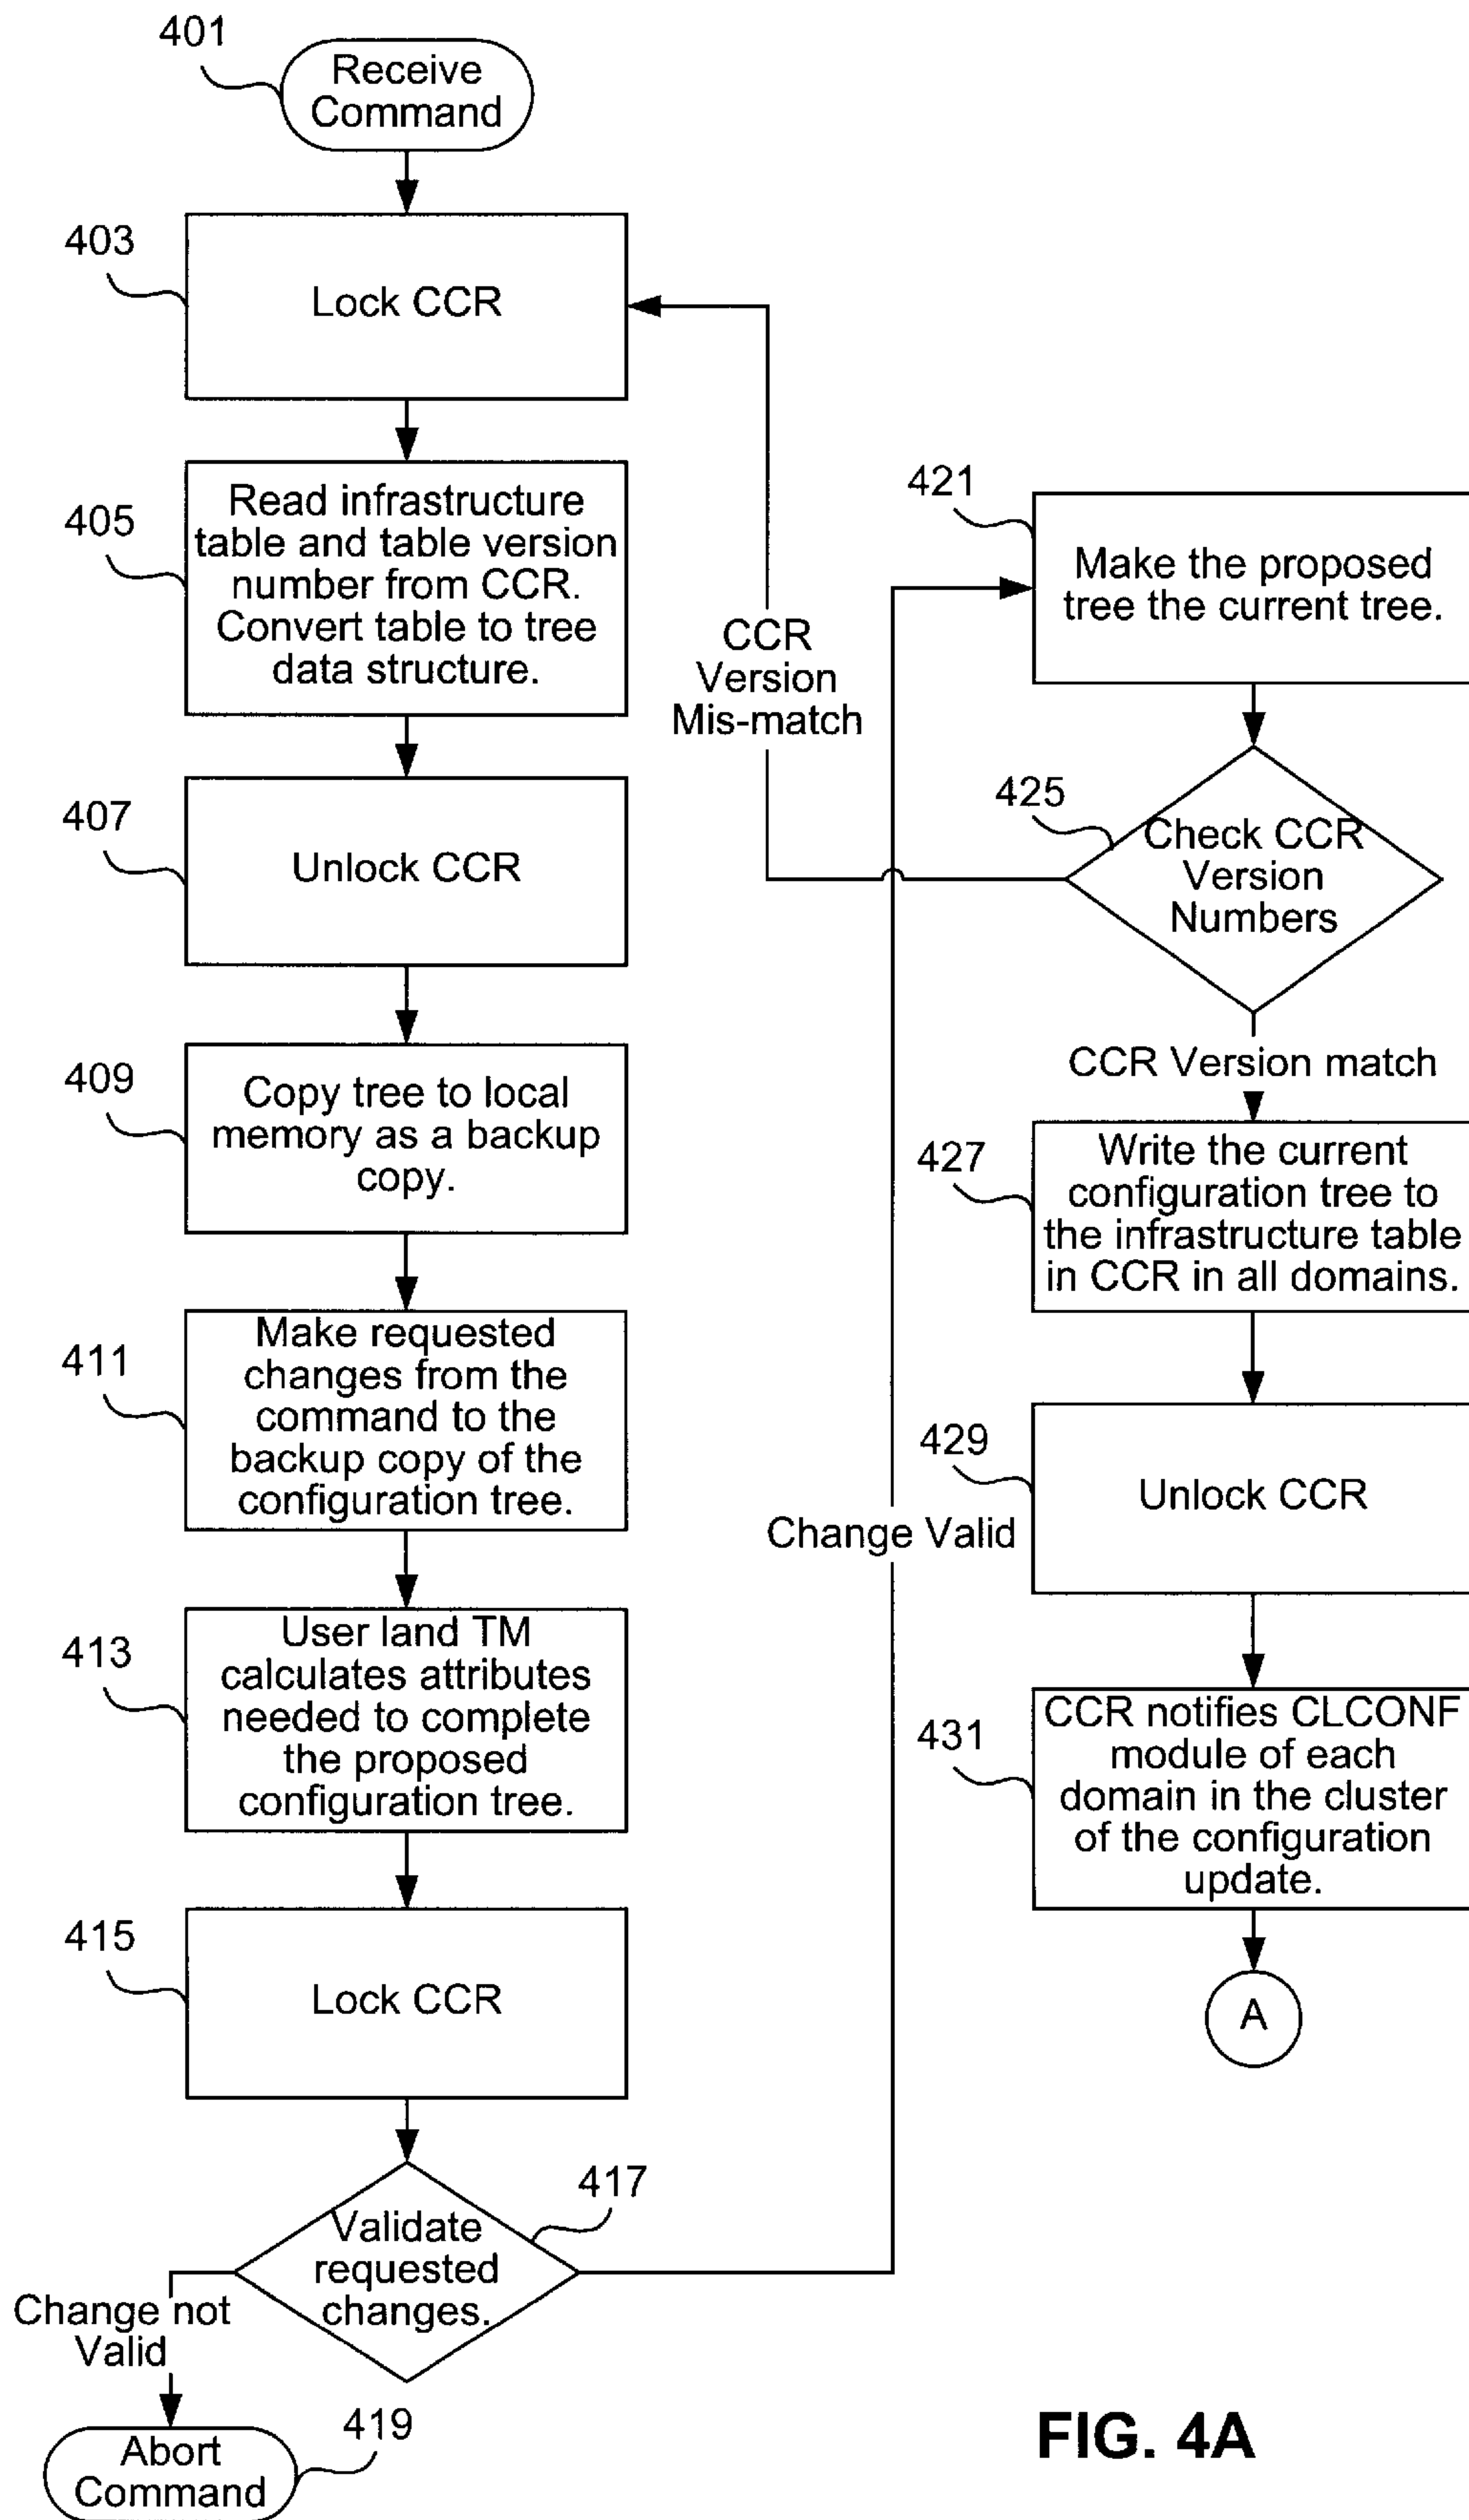 401
Receive
Command
403
Lock CCR
405
Read infrastructure
table and table version
number from CCR.
Convert table to tree
data structure.
407
Unlock CCR
409
Copy tree to local
memory as a backup
copy.
411
Make requested
changes from the
command to the
backup copy of the
configuration tree.
413
User land TM
calculates attributes
needed to complete
the proposed
configuration tree.
415
Lock CCR
417
Validate
requested
changes.
Change not
Valid
419
Abort
Command
Change Valid
421
Make the proposed
tree the current tree.
425
Check CCR
Version
Numbers
CCR
Version
Mis-match
CCR Version match
427
Write the current
configuration tree to
the infrastructure table
in CCR in all domains.
429
Unlock CCR
431
CCR notifies CLCONF
module of each
domain in the cluster
of the configuration
update.
A
FIG. 4A